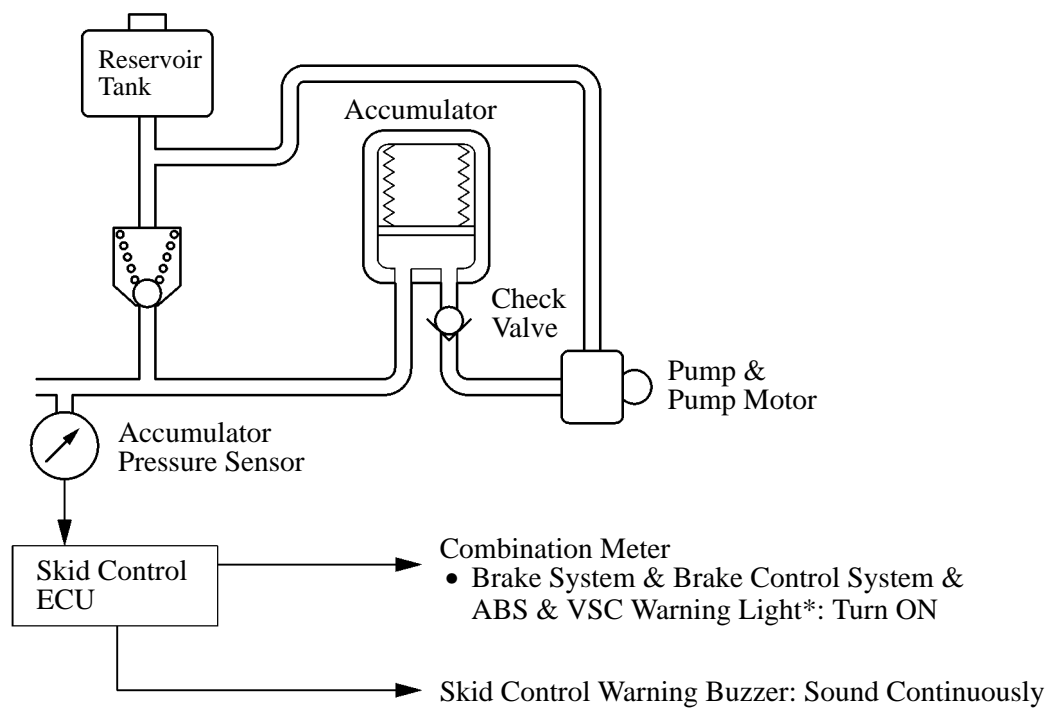 Reservoir
Tank
Accumulator
Check
Valve
Pump &
Pump Motor
Accumulator
Pressure Sensor
Skid Control
ECU
Combination Meter
• Brake System & Brake Control System &
ABS & VSC Warning Light*: Turn ON
Skid Control Warning Buzzer: Sound Continuously